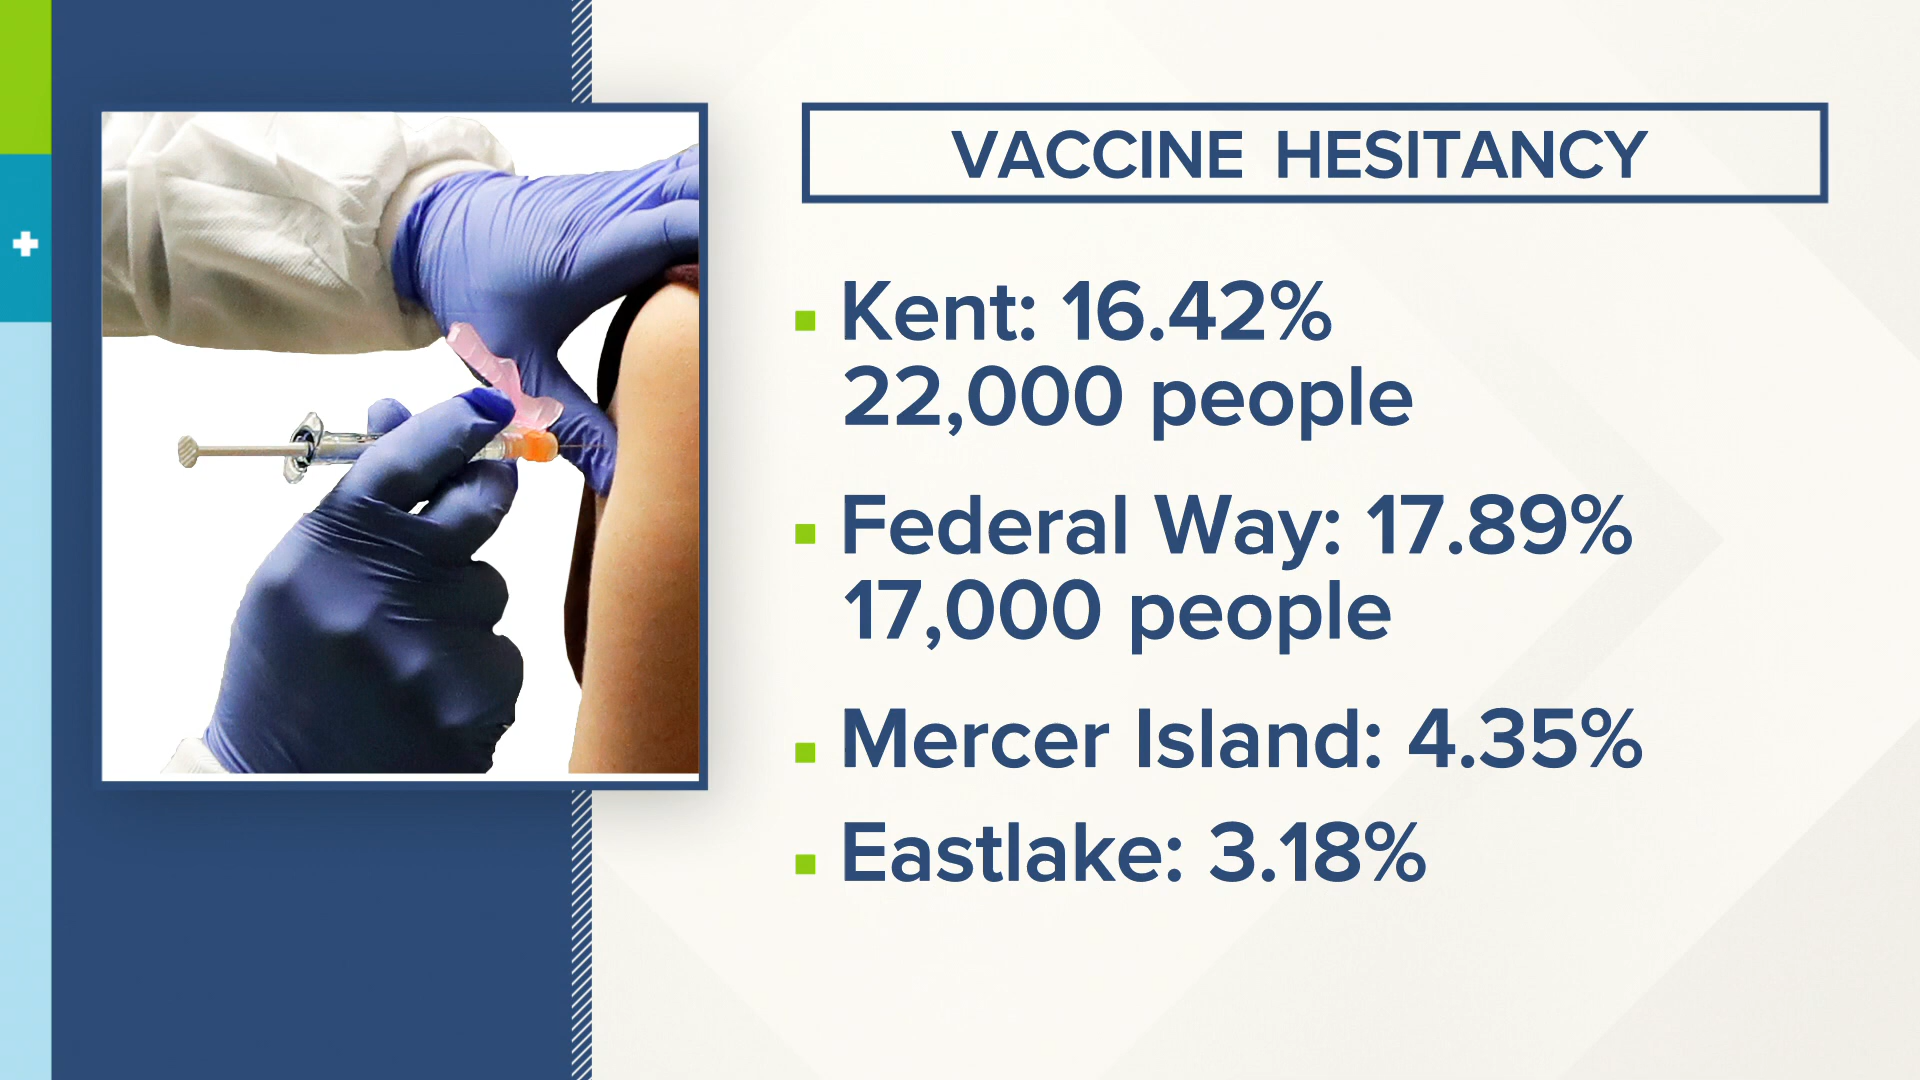 VACCINE HESITANCY
Kent: 16.42%
22,000 people
Federal Way: 17.89%
17,000 people
Mercer Island: 4.35%
Eastlake: 3.18%